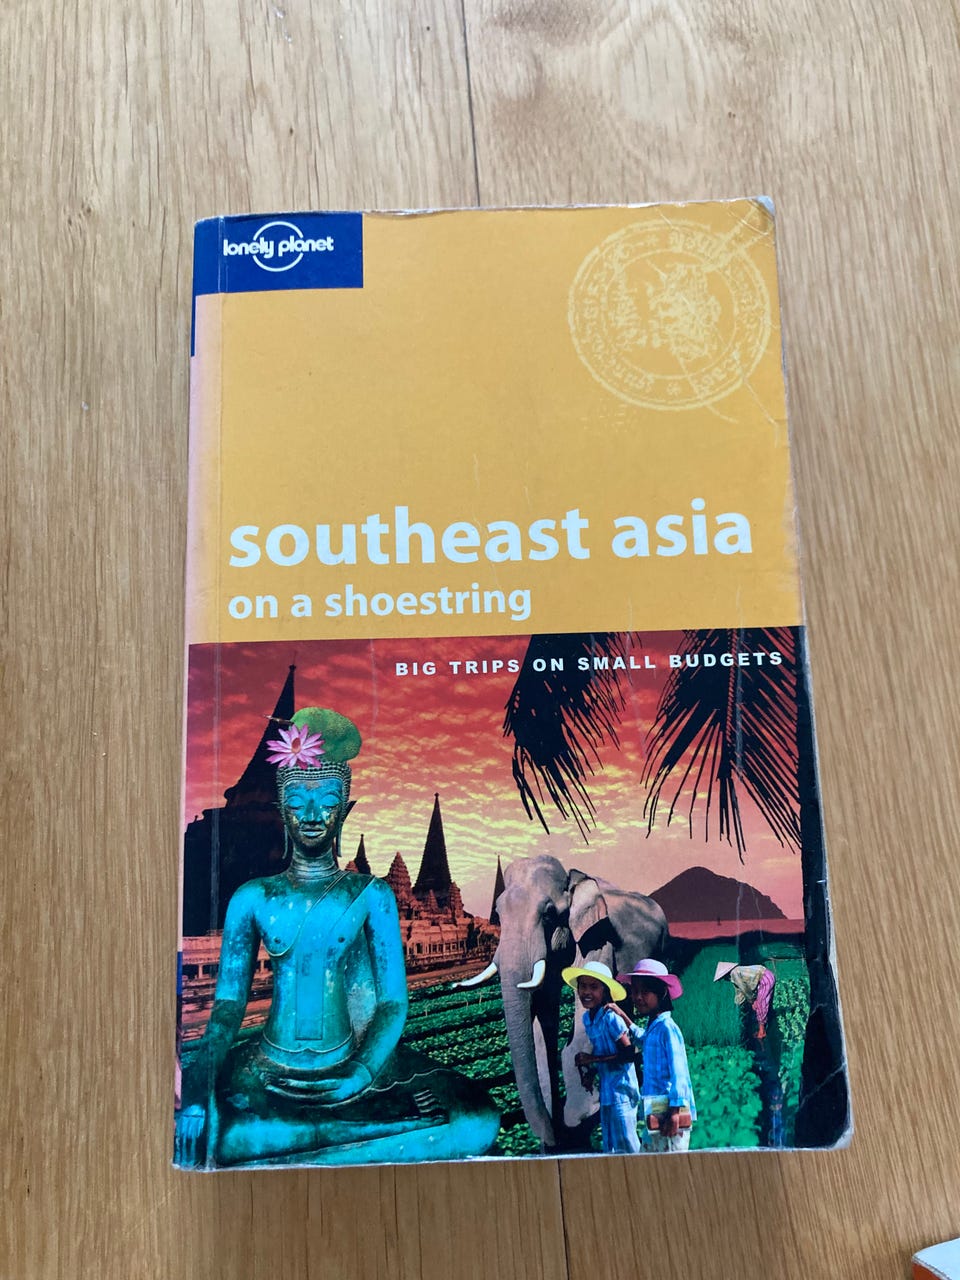 lonely planet
southeast asia
on a shoestring
BIG TRIPS ON SMALL BUDGETS